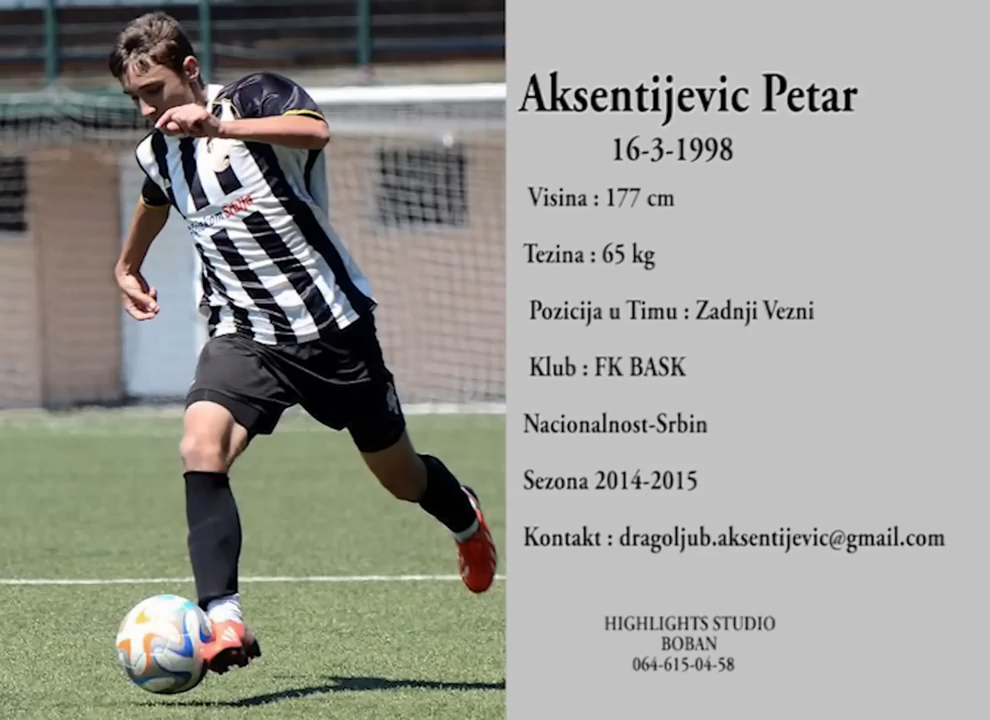 Aksentijevic Petar
16-3-1998
Visina : 177 cm
Tezina : 65 kg
Pozicija u Timu : Zadnji Vezni
Klub : FK BASK
Nacionalnost-Srbin
Sezona 2014-2015
Kontakt : dragoljub.aksentijevic@gmail.com
HIGHLIGHTS STUDIO
BOBAN
064-615-04-58